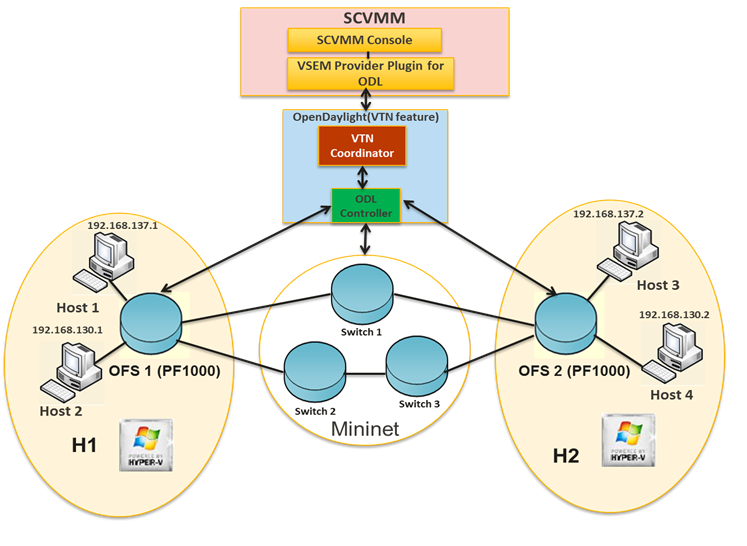 SCVMM
SCVMM Console
VSEM Provider Plugin for
ODL
OpenDaylight(VTN feature)
VTN
Coordinator
ODL
Controller
192.168.137.1
Host 1
192.168.130.1
Host 2
OFS 1 (PF1000)
H1
POWERED BY
HYPER-V
Switch 1
Switch 2
Switch 3
Mininet
192.168.137.2
Host 3
192.168.130.2
Host 4
OFS 2 (PF1000)
H2
POWERED BY
HYPER-V